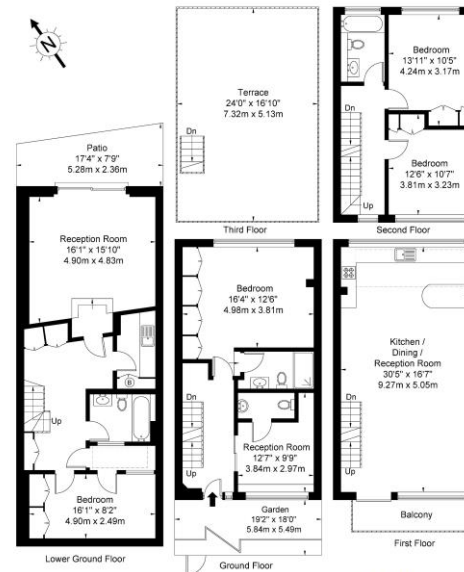 N
Patio
17'4" x 7'9"
5.28m x 2.36m
Reception Room
16'1" x 15'10"
4.90m x 4.83m
B
Up
Bedroom
16'1" x 8'2"
4.90m x 2.49m
Lower Ground Floor
Terrace
24'0" x 16'10"
7.32m x 5.13m
Dn
Third Floor
Bedroom
16'4" x 12'6"
4.98m x 3.81m
Dn
Up
Reception Room
12'7" x 9'9"
3.84m x 2.97m
Garden
19'2" x 18'0"
5.84m x 5.49m
Ground Floor
Bedroom
13'11" x 10'5"
4.24m x 3.17m
Dn
Up
Bedroom
12'6" x 10'7"
3.81m x 3.23m
Second Floor
Kitchen /
Dining /
Reception Room
30'5" x 16'7"
9.27m x 5.05m
Dn
Up
Balcony
First Floor